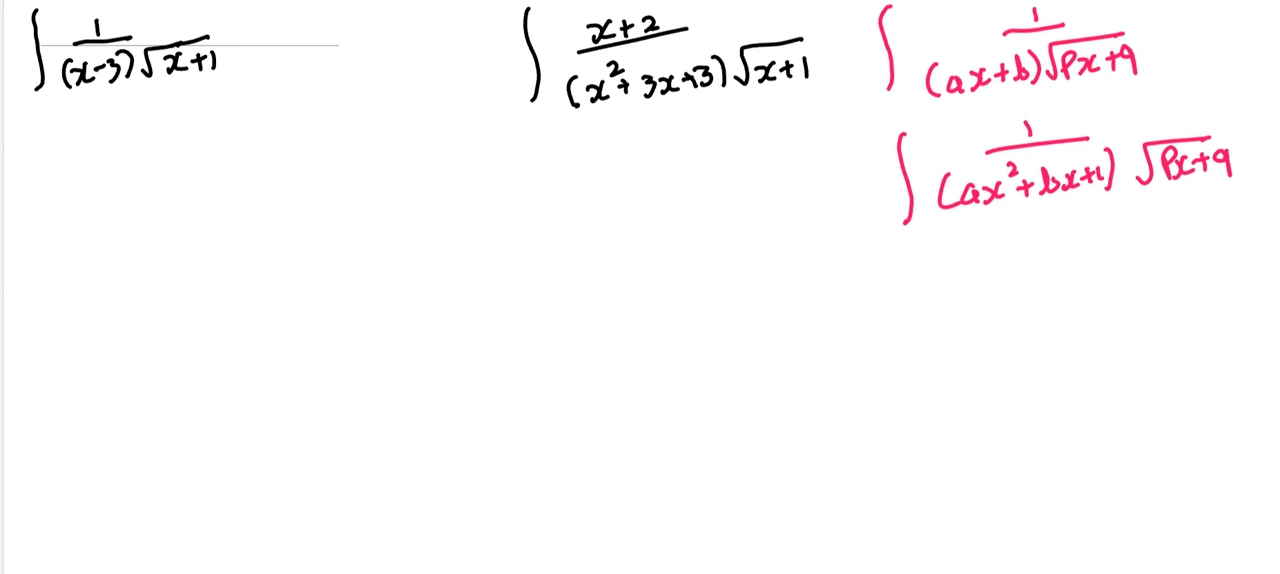 ∫ 1/((x-3)√(x+1))
∫ (x+2)/((x²+3x+3)√(x+1))
∫ 1/((ax+b)√(px+q))
∫ 1/((ax²+bx+c)√(px+q))